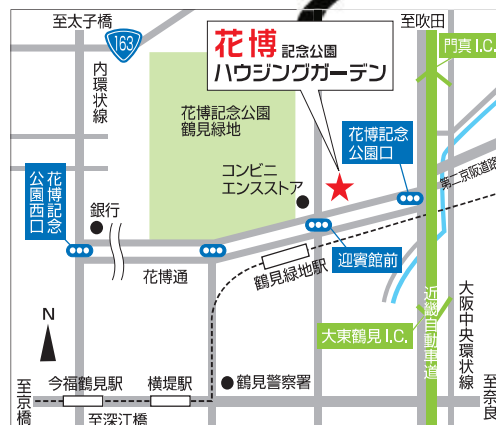 至太子橋
163
内環状線
花博 記念公園
ハウジングガーデン
至吹田
門真 I.C.
花博記念公園
鶴見緑地
花博記念
公園口
コンビニ
エンスストア
第二京阪道路
花博記念
公園西口
銀行
花博通
鶴見緑地駅
迎賓館前
近畿自動車道
大阪中央環状線
大東鶴見 I.C.
N
至京橋
今福鶴見駅
横堤駅
鶴見警察署
至深江橋
至奈良